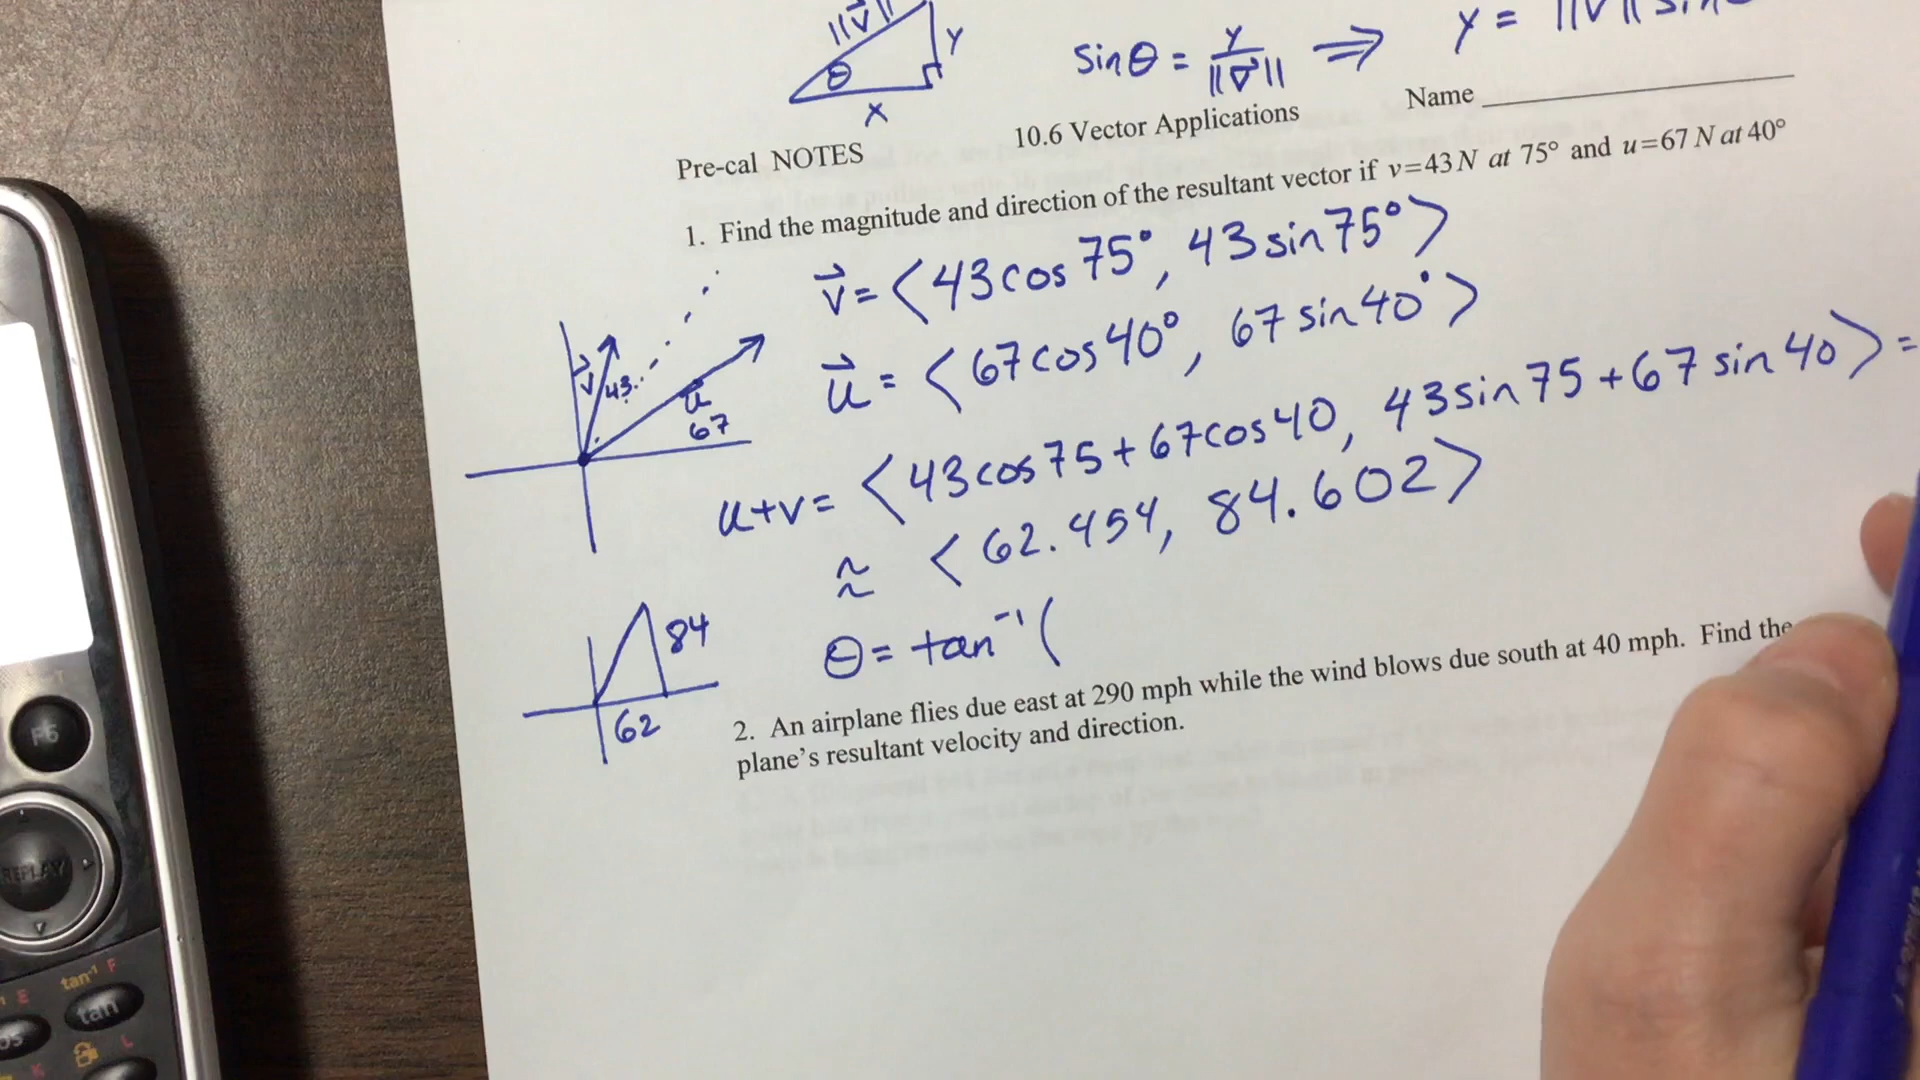 ||v⃗||
y
θ
x
sinθ = y/||v⃗|| ⇒ y = ||v||
Pre-cal NOTES
10.6 Vector Applications
Name
1. Find the magnitude and direction of the resultant vector if v=43 N at 75° and u=67 N at 40°
v⃗ = ⟨43cos 75°, 43 sin 75°⟩
u⃗ = ⟨67cos 40°, 67 sin 40°⟩
u+v = ⟨43cos75 + 67cos40, 43sin75 + 67 sin 40⟩ =
≈ ⟨62.454, 84.602⟩
θ = tan⁻¹(
v⃗
43
u
67
84
62
2. An airplane flies due east at 290 mph while the wind blows due south at 40 mph. Find the
plane's resultant velocity and direction.
F5
REPLAY
tan⁻¹ F
tan
E
L
K